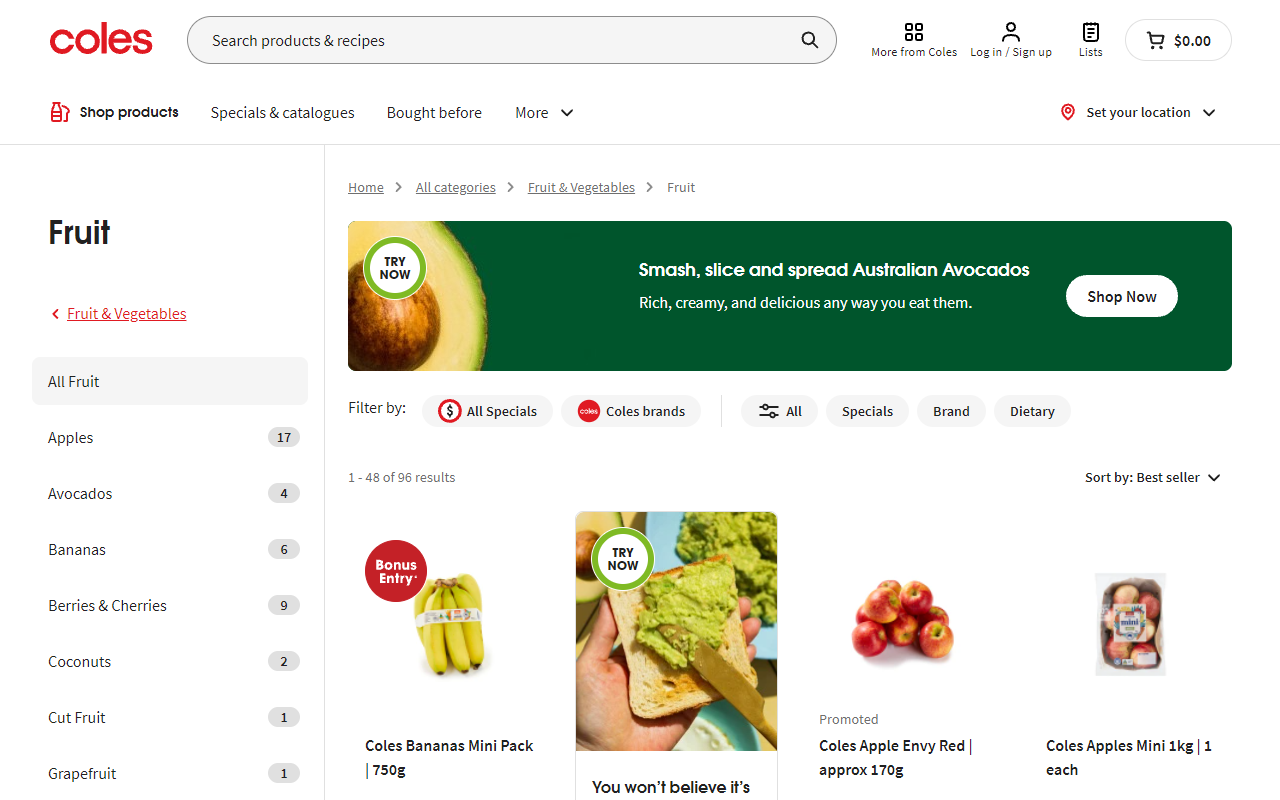 coles
Search products & recipes
More from Coles
Log in / Sign up
Lists
$0.00
Shop products
Specials & catalogues
Bought before
More
Set your location
Fruit
Fruit & Vegetables
All Fruit
Apples 17
Avocados 4
Bananas 6
Berries & Cherries 9
Coconuts 2
Cut Fruit 1
Grapefruit 1
Home
All categories
Fruit & Vegetables
Fruit
TRY
NOW
Smash, slice and spread Australian Avocados
Rich, creamy, and delicious any way you eat them.
Shop Now
Filter by:
$ All Specials
coles Coles brands
All
Specials
Brand
Dietary
1 - 48 of 96 results
Sort by: Best seller
Bonus
Entry*
Coles Bananas Mini Pack
| 750g
TRY
NOW
You won't believe it's
Promoted
Coles Apple Envy Red |
approx 170g
mini
Coles Apples Mini 1kg | 1
each